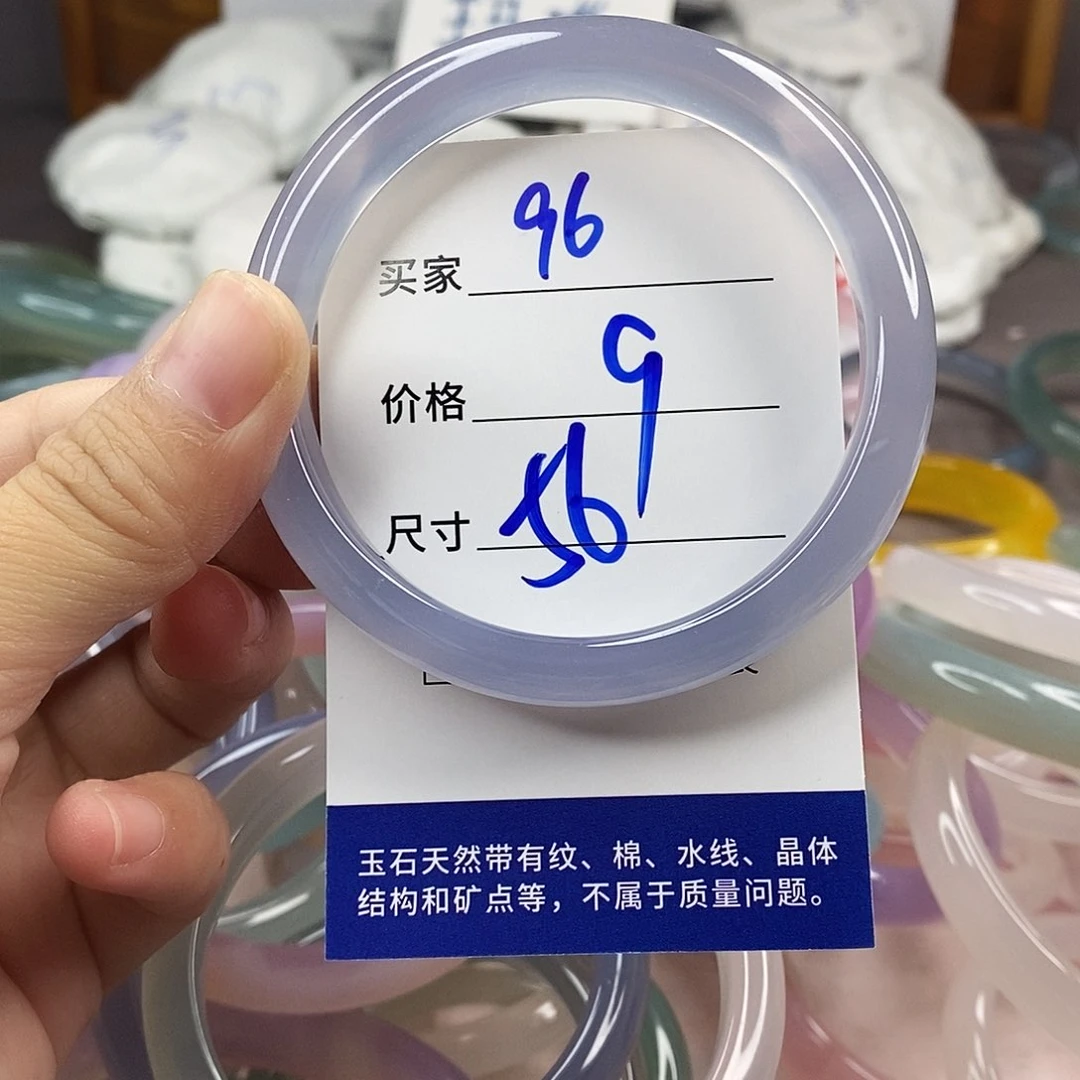 买家 96
价格 9
尺寸 56
玉石天然带有纹、棉、水线、晶体
结构和矿点等，不属于质量问题。